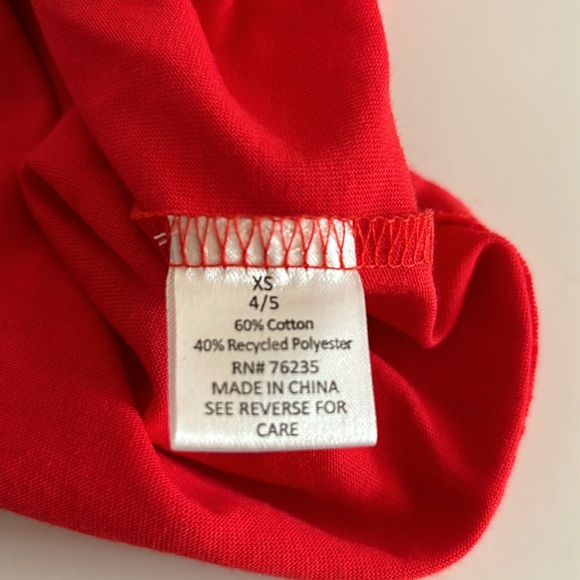 XS
4/5
60% Cotton
40% Recycled Polyester
RN# 76235
MADE IN CHINA
SEE REVERSE FOR
CARE